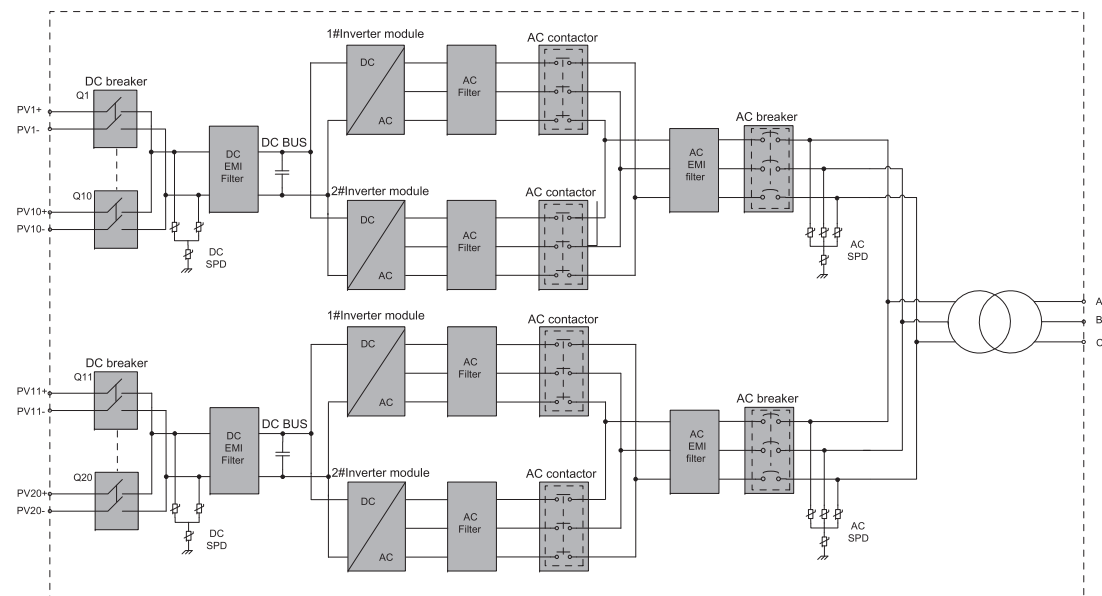 1#Inverter module
AC contactor
DC
AC
AC
Filter
DC breaker
Q1
PV1+
PV1-
DC BUS
AC breaker
DC
EMI
Filter
AC
EMI
filter
Q10
PV10+
PV10-
2#Inverter module
AC contactor
DC
AC
AC
Filter
DC
SPD
AC
SPD
A
B
C
1#Inverter module
AC contactor
DC
AC
AC
Filter
DC breaker
Q11
PV11+
PV11-
DC BUS
AC breaker
DC
EMI
Filter
AC
EMI
filter
Q20
PV20+
PV20-
2#Inverter module
AC contactor
DC
AC
AC
Filter
DC
SPD
AC
SPD